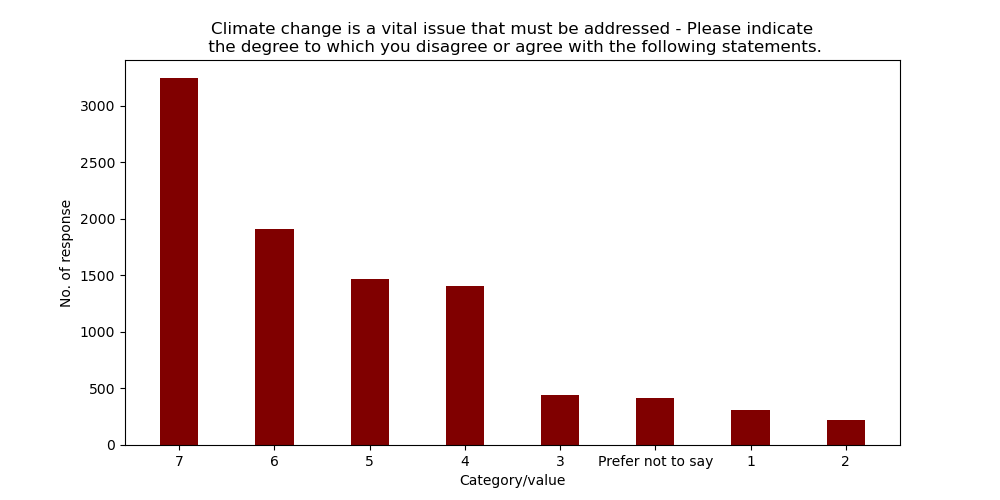 Climate change is a vital issue that must be addressed - Please indicate
the degree to which you disagree or agree with the following statements.
No. of response
3000
2500
2000
1500
1000
500
0
7 6 5 4 3 Prefer not to say 1 2
Category/value